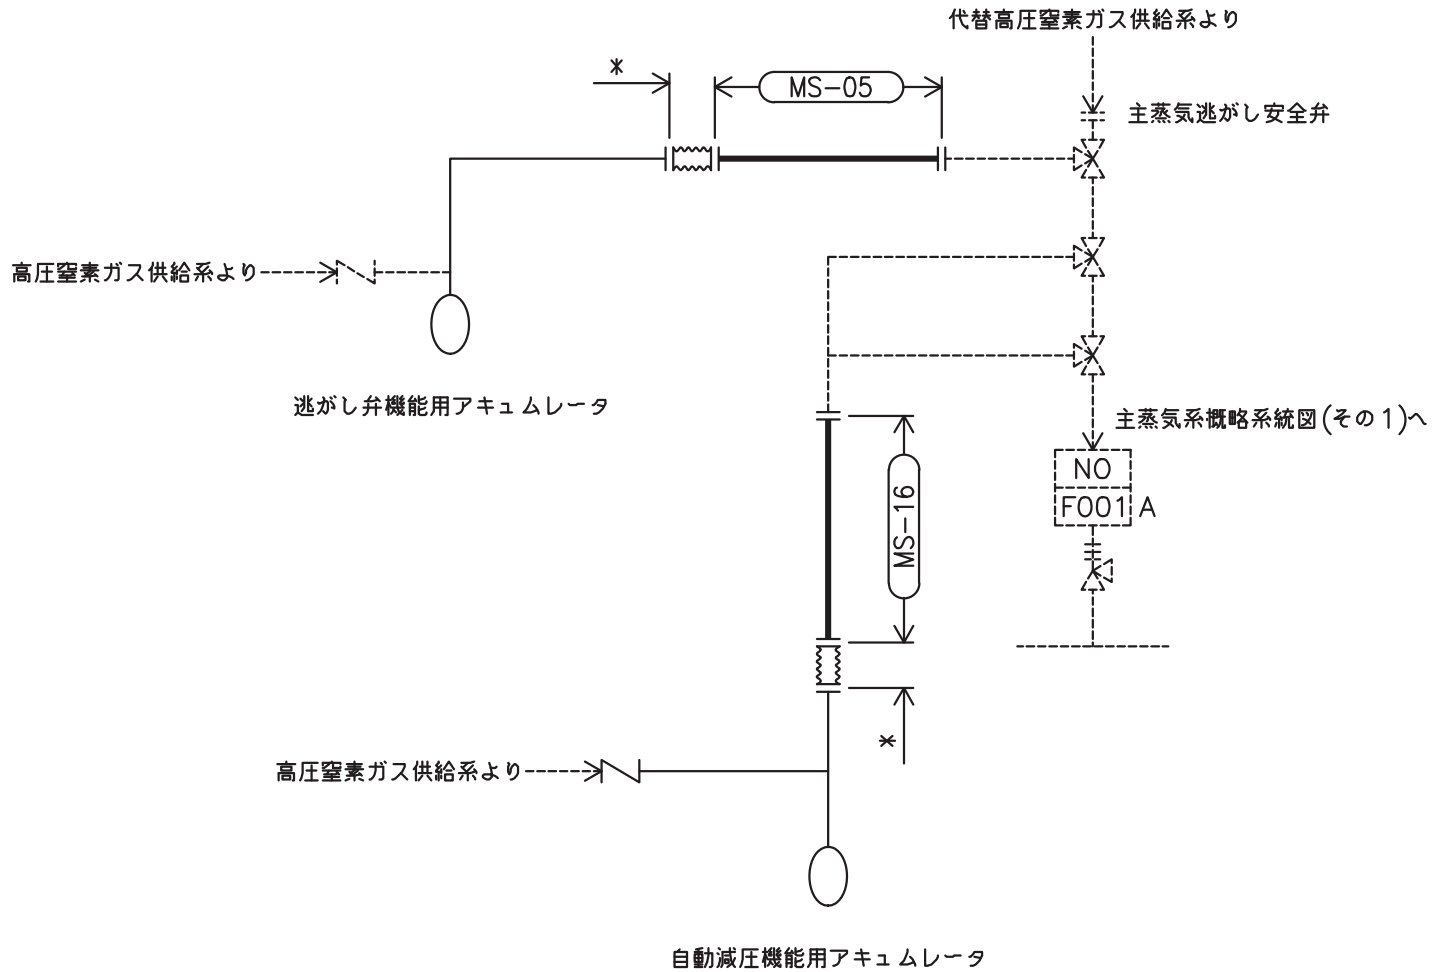 代替高圧窒素ガス供給系より
*
MS-05
主蒸気逃がし安全弁
高圧窒素ガス供給系より
逃がし弁機能用アキュムレータ
主蒸気系概略系統図(その1)へ
NO
F001 A
MS-16
*
高圧窒素ガス供給系より
自動減圧機能用アキュムレータ